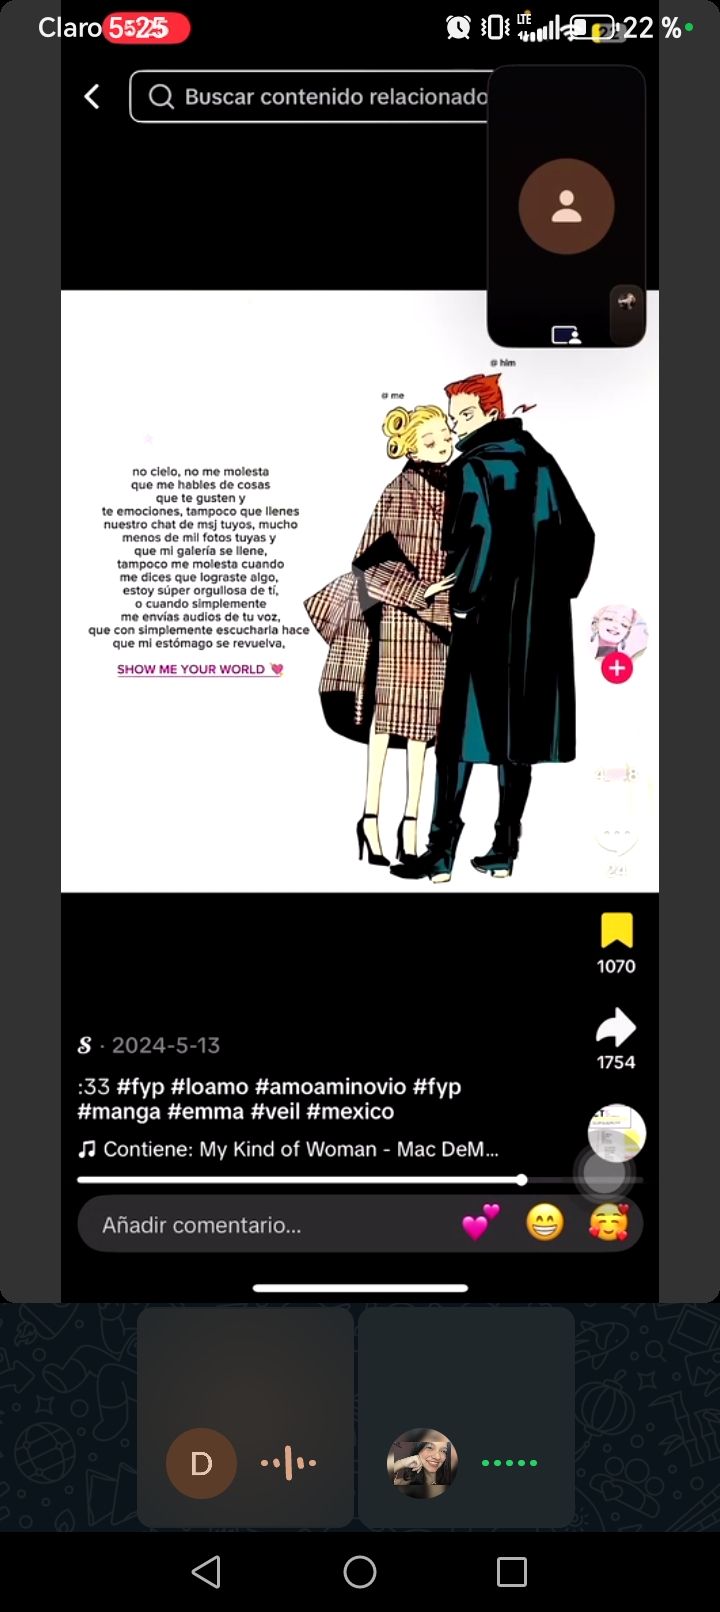 Claro
5:25
LTE
22 %
Buscar contenido relacionado
@ him
@ me
no cielo, no me molesta
que me hables de cosas
que te gusten y
te emociones, tampoco que llenes
nuestro chat de msj tuyos, mucho
menos de mil fotos tuyas y
que mi galería se llene,
tampoco me molesta cuando
me dices que lograste algo,
estoy súper orgullosa de tí,
o cuando simplemente
me envías audios de tu voz,
que con simplemente escucharla hace
que mi estómago se revuelva,
SHOW ME YOUR WORLD 💘
24
1070
1754
S · 2024-5-13
:33 #fyp #loamo #amoaminovio #fyp
#manga #emma #veil #mexico
Contiene: My Kind of Woman - Mac DeM...
Añadir comentario...
D